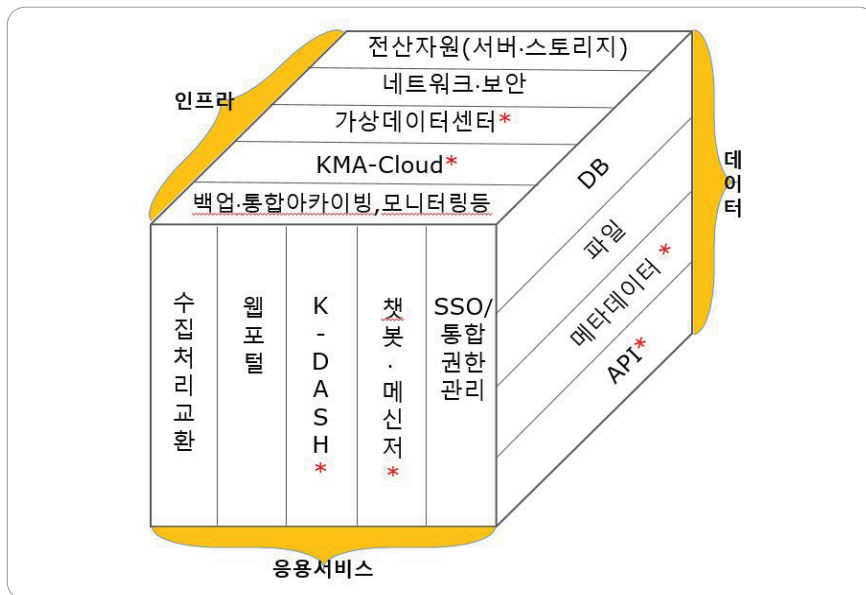 전산자원(서버·스토리지)
네트워크·보안
가상데이터센터*
KMA-Cloud*
백업·통합아카이빙,모니터링등
인프라
DB
파일
메타데이터*
API*
데이터
수집처리교환
웹포털
K-DASH*
챗봇·메신저*
SSO/
통합
권한
관리
응용서비스